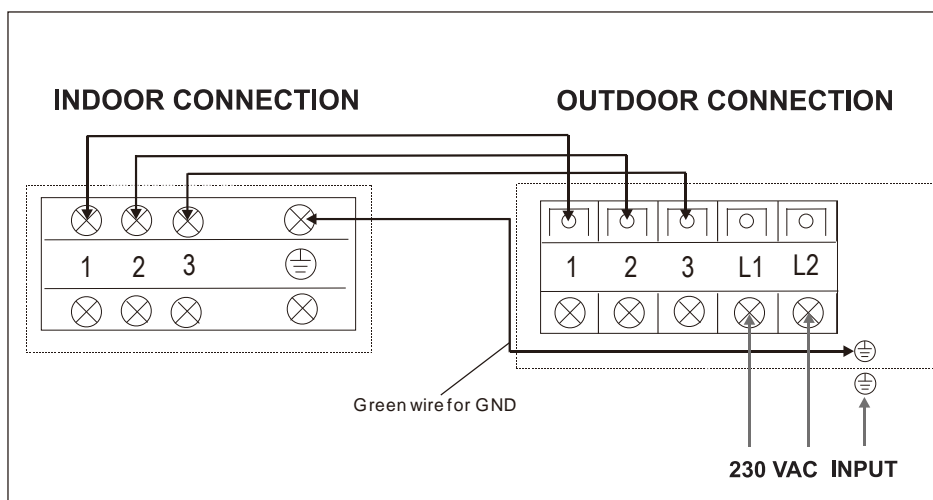 INDOOR CONNECTION
OUTDOOR CONNECTION
1 2 3
1 2 3 L1 L2
Green wire for GND
230 VAC INPUT